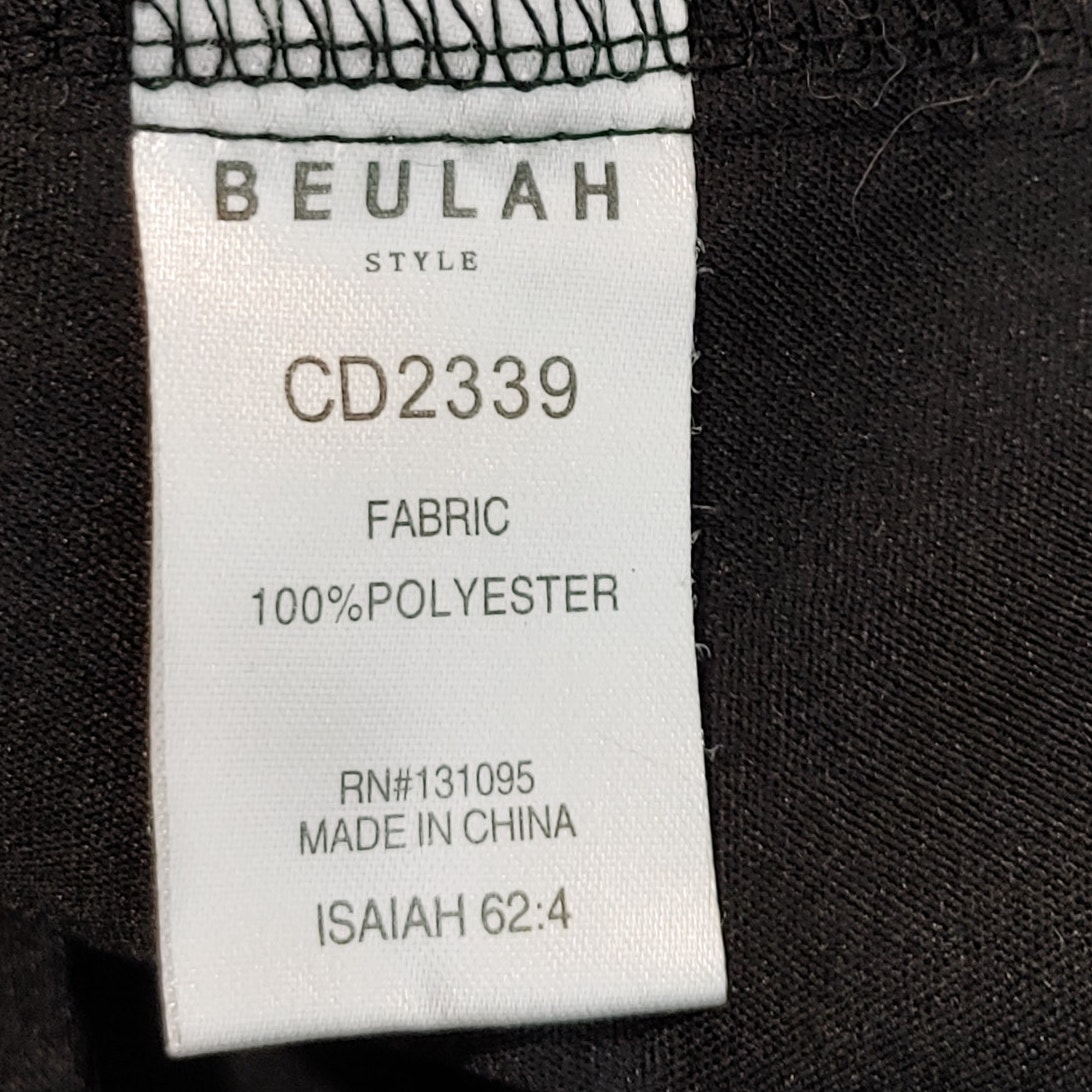 BEULAH
STYLE
CD2339
FABRIC
100%POLYESTER
RN#131095
MADE IN CHINA
ISAIAH 62:4